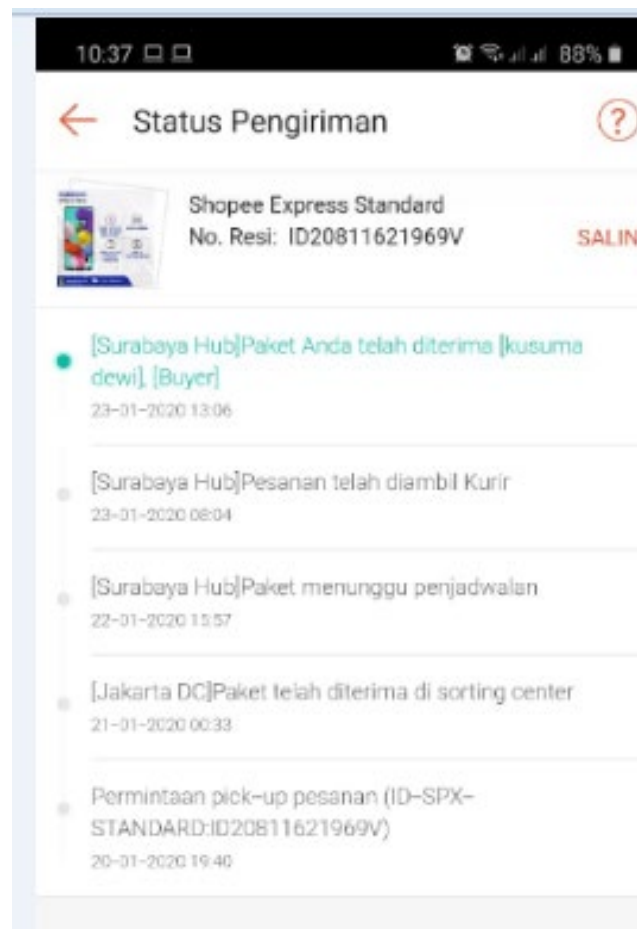 10:37 88%
Status Pengiriman
?
Shopee Express Standard
No. Resi: ID20811621969V SALIN
[Surabaya Hub]Paket Anda telah diterima [kusuma
dewi], [Buyer]
23-01-2020 13:06
[Surabaya Hub]Pesanan telah diambil Kurir
23-01-2020 08:04
[Surabaya Hub]Paket menunggu penjadwalan
22-01-2020 15:57
[Jakarta DC]Paket telah diterima di sorting center
21-01-2020 00:33
Permintaan pick-up pesanan (ID-SPX-
STANDARD:ID20811621969V)
20-01-2020 19:40